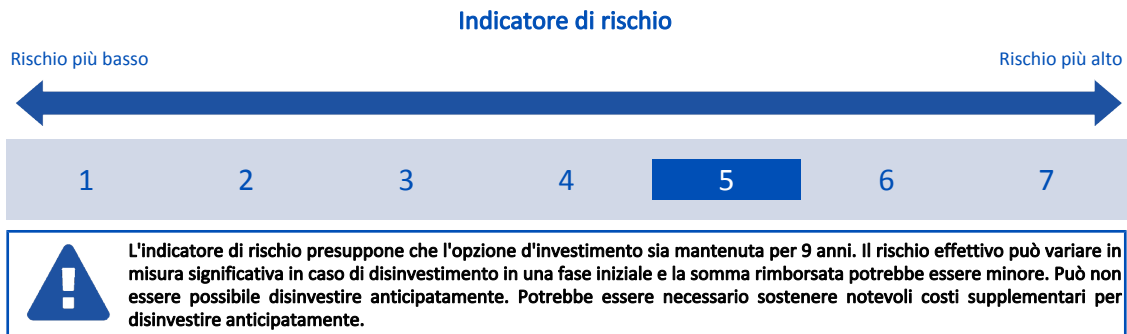 Indicatore di rischio
Rischio più basso Rischio più alto
1 2 3 4 5 6 7
L'indicatore di rischio presuppone che l'opzione d'investimento sia mantenuta per 9 anni. Il rischio effettivo può variare in
misura significativa in caso di disinvestimento in una fase iniziale e la somma rimborsata potrebbe essere minore. Può non
essere possibile disinvestire anticipatamente. Potrebbe essere necessario sostenere notevoli costi supplementari per
disinvestire anticipatamente.